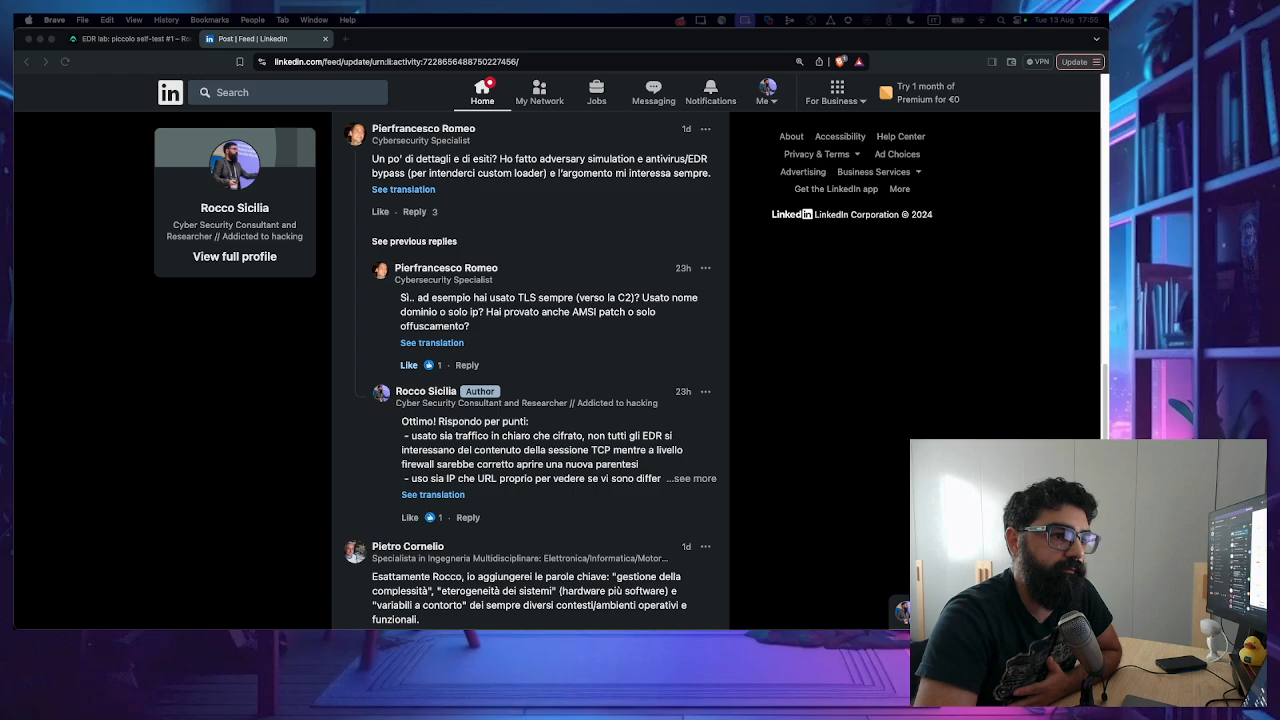 Brave File Edit View History Bookmarks People Tab Window Help
IT Tue 13 Aug 17:55
EDR lab: piccolo self-test #1 – Ro
Post | Feed | LinkedIn
linkedin.com/feed/update/urn:li:activity:7228656488750227456/
VPN
Update
in
Search
Home
My Network
Jobs
Messaging
Notifications
Me
For Business
Try 1 month of
Premium for €0
Rocco Sicilia
Cyber Security Consultant and
Researcher // Addicted to hacking
View full profile
Pierfrancesco Romeo
1d
Cybersecurity Specialist
Un po' di dettagli e di esiti? Ho fatto adversary simulation e antivirus/EDR
bypass (per intenderci custom loader) e l'argomento mi interessa sempre.
See translation
Like · Reply 3
See previous replies
Pierfrancesco Romeo
23h
Cybersecurity Specialist
Sì.. ad esempio hai usato TLS sempre (verso la C2)? Usato nome
dominio o solo ip? Hai provato anche AMSI patch o solo
offuscamento?
See translation
Like 1 · Reply
Rocco Sicilia Author
23h
Cyber Security Consultant and Researcher // Addicted to hacking
Ottimo! Rispondo per punti:
- usato sia traffico in chiaro che cifrato, non tutti gli EDR si
interessano del contenuto della sessione TCP mentre a livello
firewall sarebbe corretto aprire una nuova parentesi
- uso sia IP che URL proprio per vedere se vi sono differ ...see more
See translation
Like 1 · Reply
Pietro Cornelio
1d
Specialista in Ingegneria Multidisciplinare: Elettronica/Informatica/Motor...
Esattamente Rocco, io aggiungerei le parole chiave: "gestione della
complessità", "eterogeneità dei sistemi" (hardware più software) e
"variabili a contorto" dei sempre diversi contesti/ambienti operativi e
funzionali.
About Accessibility Help Center
Privacy & Terms Ad Choices
Advertising Business Services
Get the LinkedIn app More
LinkedIn LinkedIn Corporation © 2024